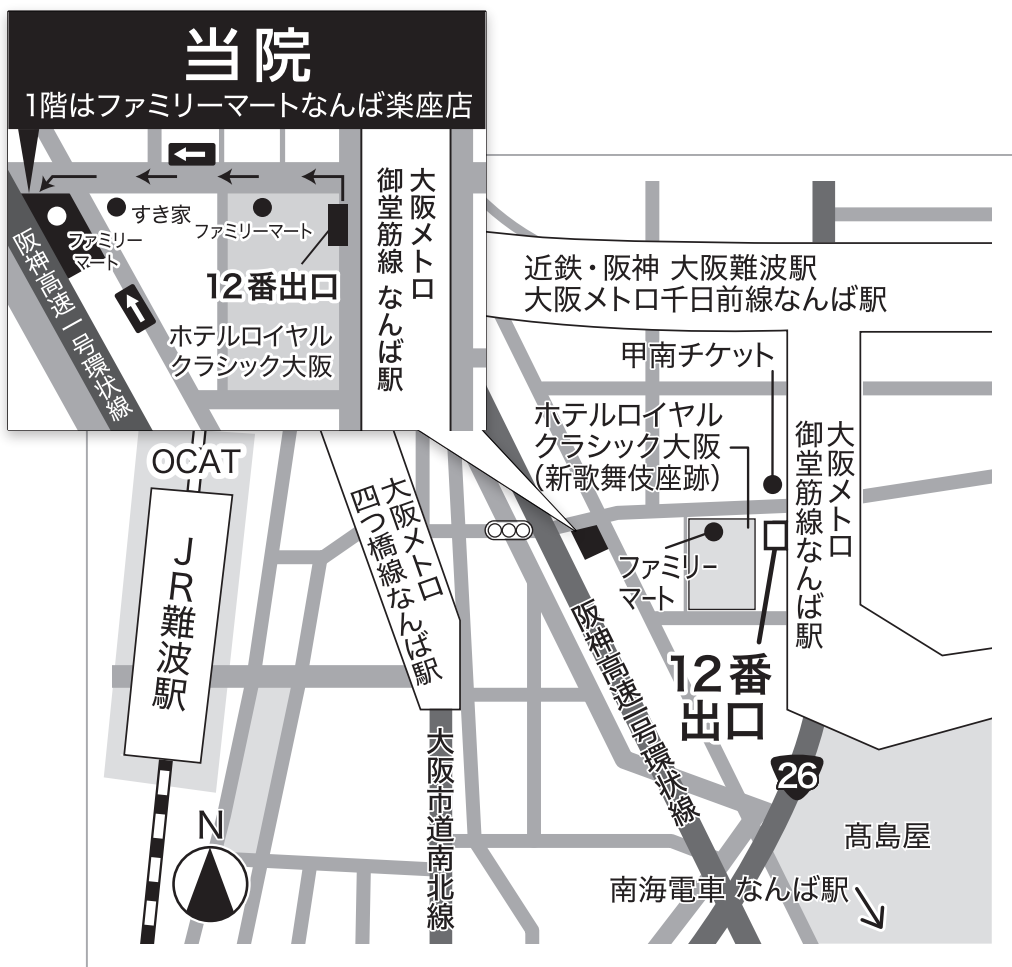 当院
1階はファミリーマートなんば楽座店
すき家
ファミリーマート
ファミリー
マート
12番出口
ホテルロイヤル
クラシック大阪
阪神高速一号環状線
大阪メトロ
御堂筋線 なんば駅
近鉄・阪神 大阪難波駅
大阪メトロ千日前線なんば駅
甲南チケット
ホテルロイヤル
クラシック大阪
(新歌舞伎座跡)
大阪メトロ
御堂筋線なんば駅
OCAT
JR難波駅
大阪メトロ
四つ橋線なんば駅
ファミリー
マート
阪神高速一号環状線
12番
出口
大阪市道南北線
26
髙島屋
南海電車 なんば駅
N